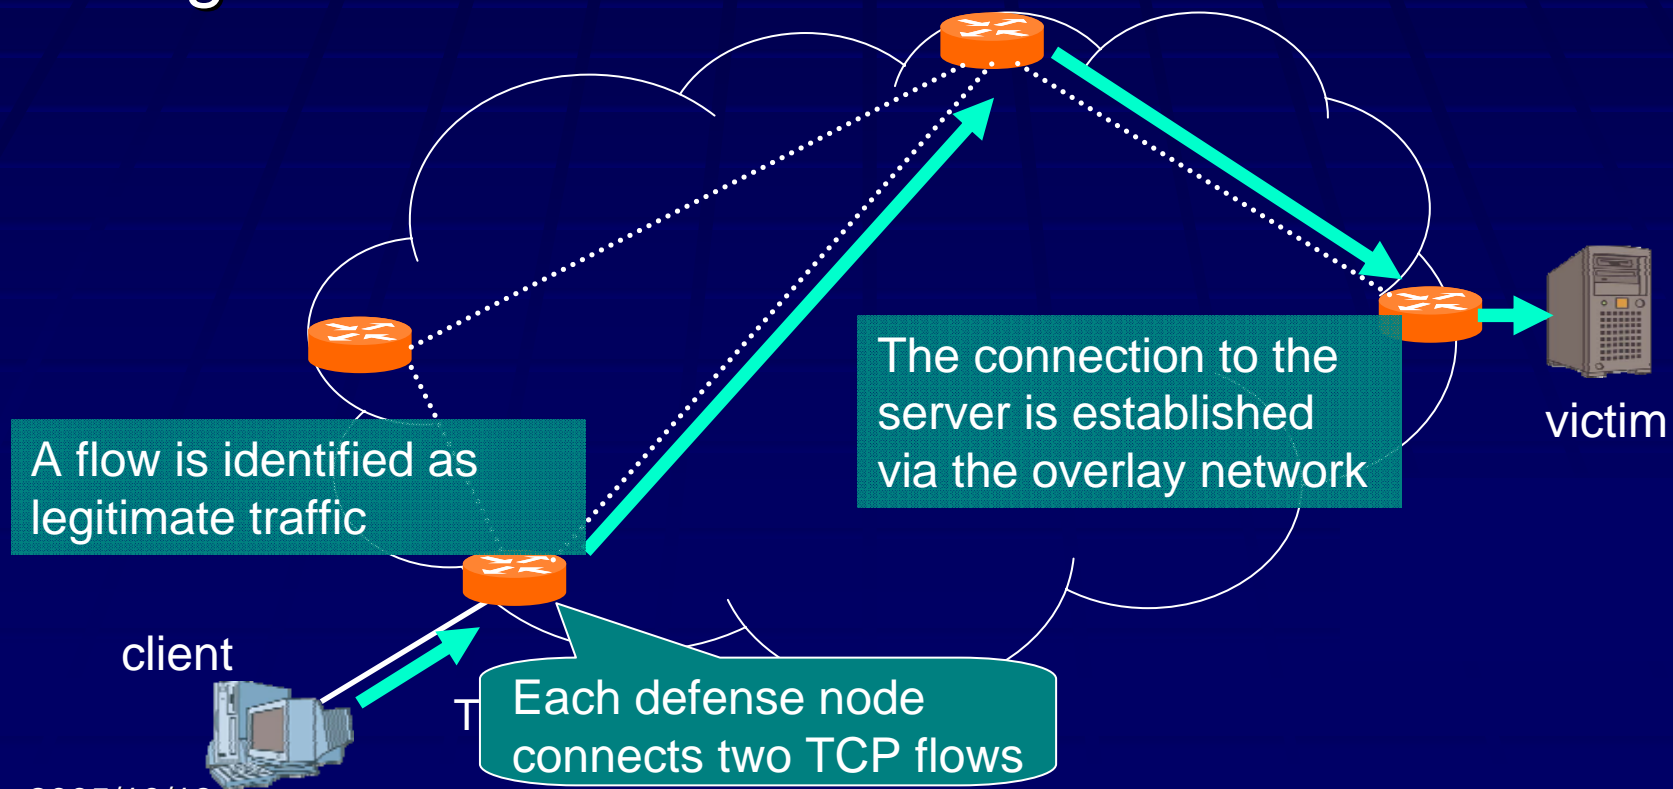 A flow is identified as
legitimate traffic
The connection to the
server is established
via the overlay network
victim
client
Each defense node
connects two TCP flows